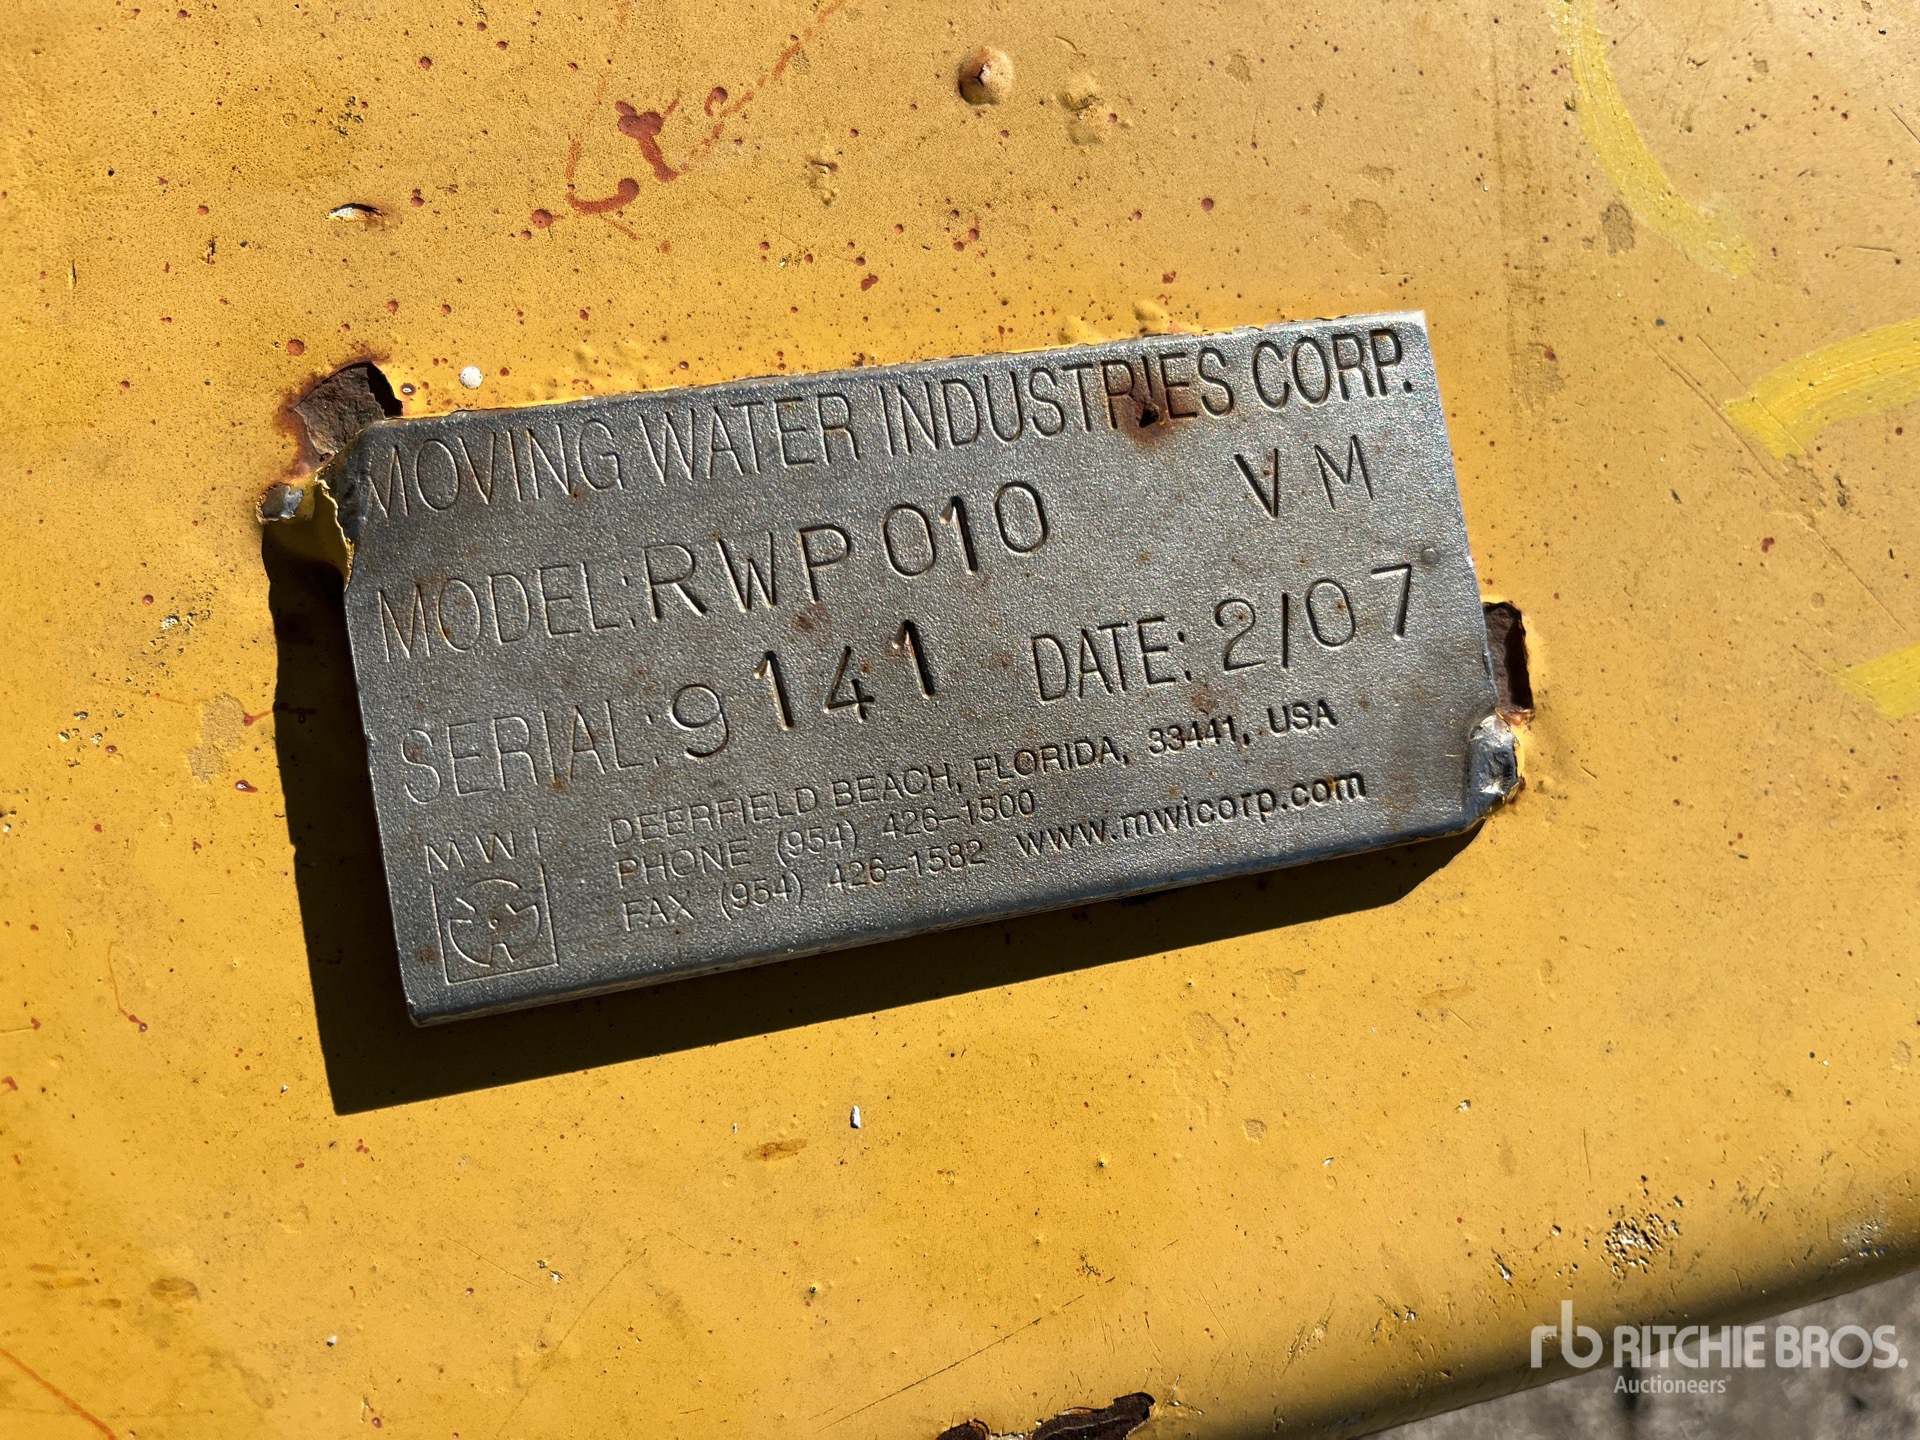 MOVING WATER INDUSTRIES CORP.
MODEL: RWP010 VM
SERIAL: 9141 DATE: 2/07
MWI
DEERFIELD BEACH, FLORIDA, 33441, USA
PHONE (954) 426-1500
FAX (954) 426-1582 www.mwicorp.com
rb RITCHIE BROS.
Auctioneers